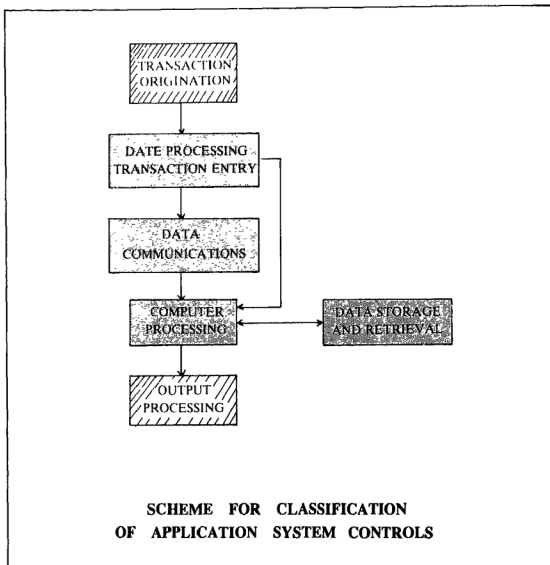 TRANSACTION
ORIGINATION
DATE PROCESSING
TRANSACTION ENTRY
DATA
COMMUNICATIONS
COMPUTER
PROCESSING
DATA STORAGE
AND RETRIEVAL
OUTPUT
PROCESSING
SCHEME FOR CLASSIFICATION
OF APPLICATION SYSTEM CONTROLS